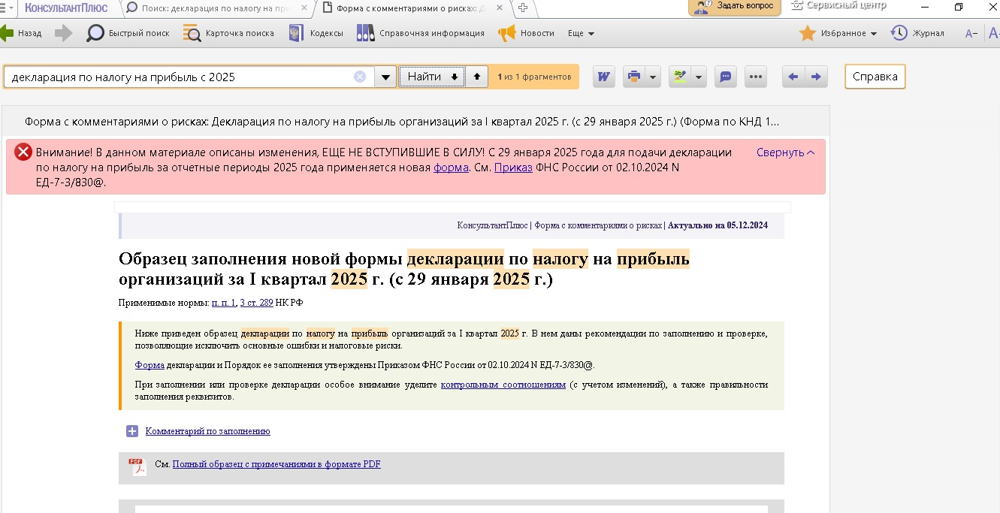 КонсультантПлюс
Поиск: декларация по налогу на при
Форма с комментариями о рисках: Д
Задать вопрос
Сервисный центр
Назад
Быстрый поиск
Карточка поиска
Кодексы
Справочная информация
Новости
Еще
Избранное
Журнал
A−
A
декларация по налогу на прибыль с 2025
Найти
1 из 1 фрагментов
W
Справка
Форма с комментариями о рисках: Декларация по налогу на прибыль организаций за I квартал 2025 г. (с 29 января 2025 г.) (Форма по КНД 1...
Внимание! В данном материале описаны изменения, ЕЩЕ НЕ ВСТУПИВШИЕ В СИЛУ! С 29 января 2025 года для подачи декларации
Свернуть
по налогу на прибыль за отчетные периоды 2025 года применяется новая форма. См. Приказ ФНС России от 02.10.2024 N
ЕД-7-3/830@.
КонсультантПлюс | Форма с комментариями о рисках | Актуально на 05.12.2024
Образец заполнения новой формы декларации по налогу на прибыль
организаций за I квартал 2025 г. (с 29 января 2025 г.)
Применимые нормы: п. п. 1, 3 ст. 289 НК РФ
Ниже приведен образец декларации по налогу на прибыль организаций за I квартал 2025 г. В нем даны рекомендации по заполнению и проверке,
позволяющие исключить основные ошибки и налоговые риски.
Форма декларации и Порядок ее заполнения утверждены Приказом ФНС России от 02.10.2024 N ЕД-7-3/830@.
При заполнении или проверке декларации особое внимание уделите контрольным соотношениям (с учетом изменений), а также правильности
заполнения реквизитов.
Комментарий по заполнению
PDF
См. Полный образец с примечаниями в формате PDF